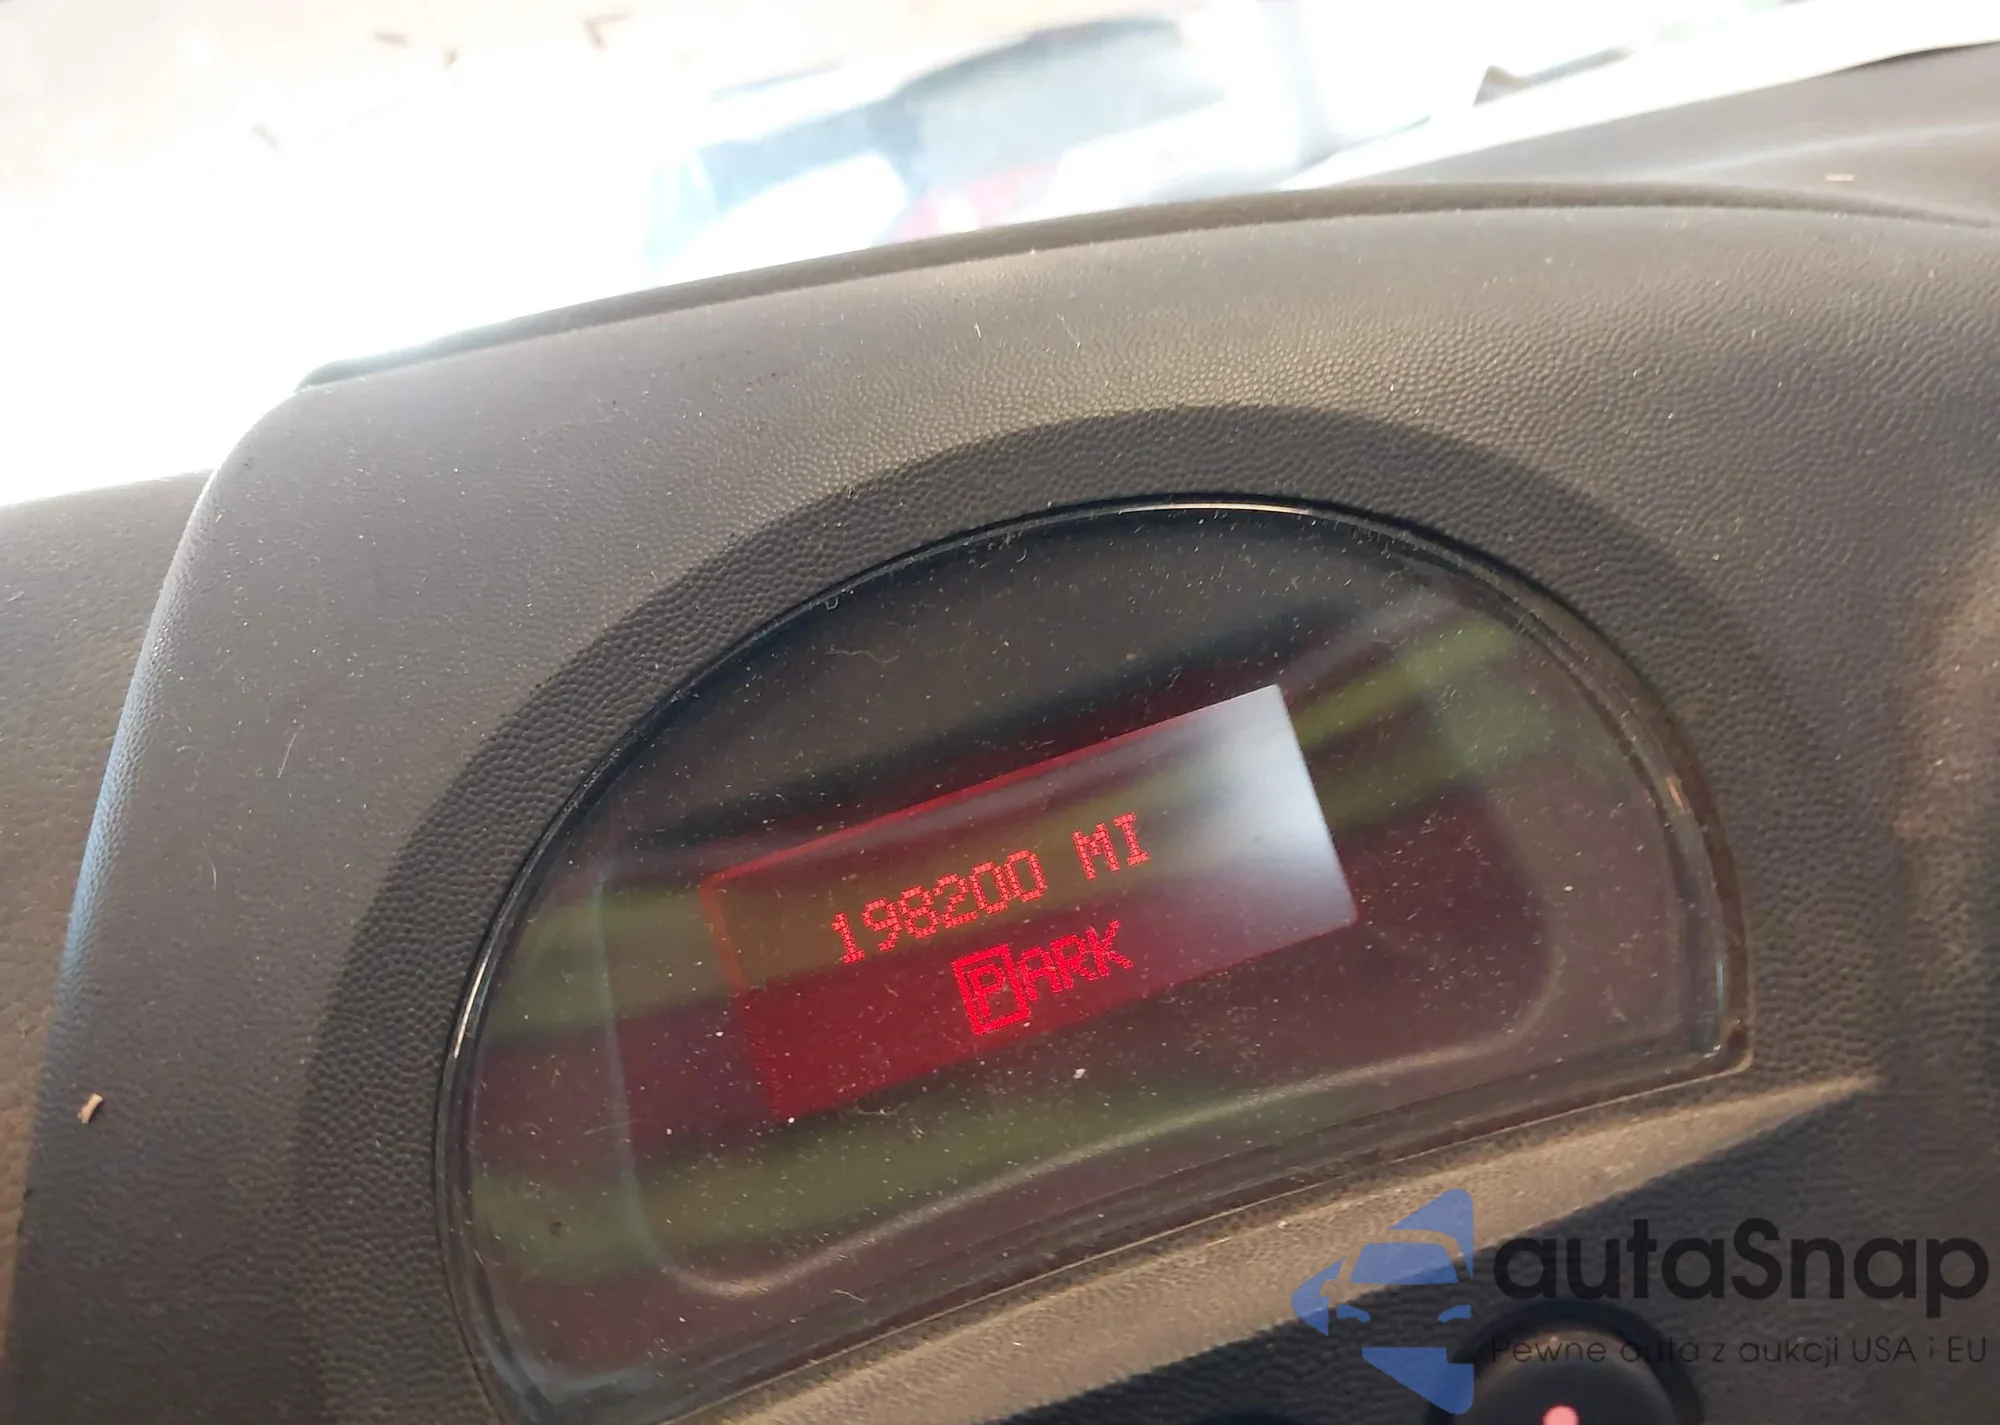 198200 MI
PARK
autaSnap
Pewne auta z aukcji USA i EU